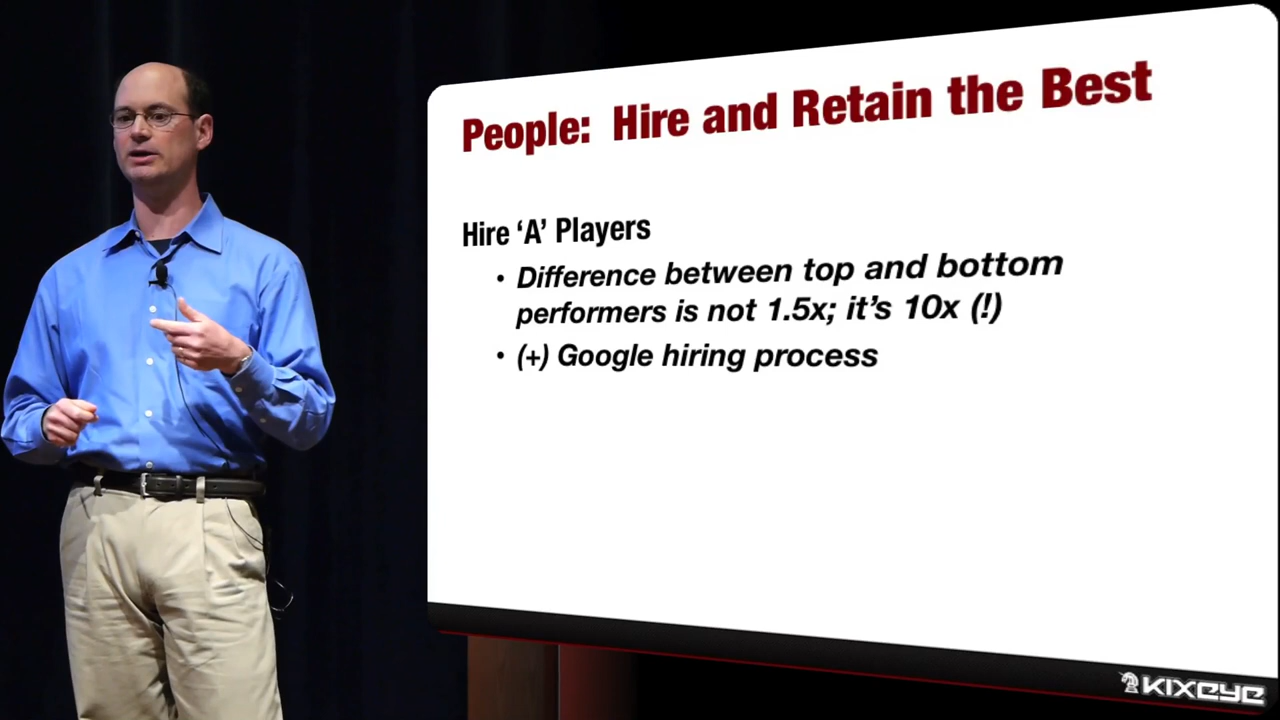 People: Hire and Retain the Best
Hire ‘A’ Players
• Difference between top and bottom
performers is not 1.5x; it’s 10x (!)
• (+) Google hiring process
KIXEYE